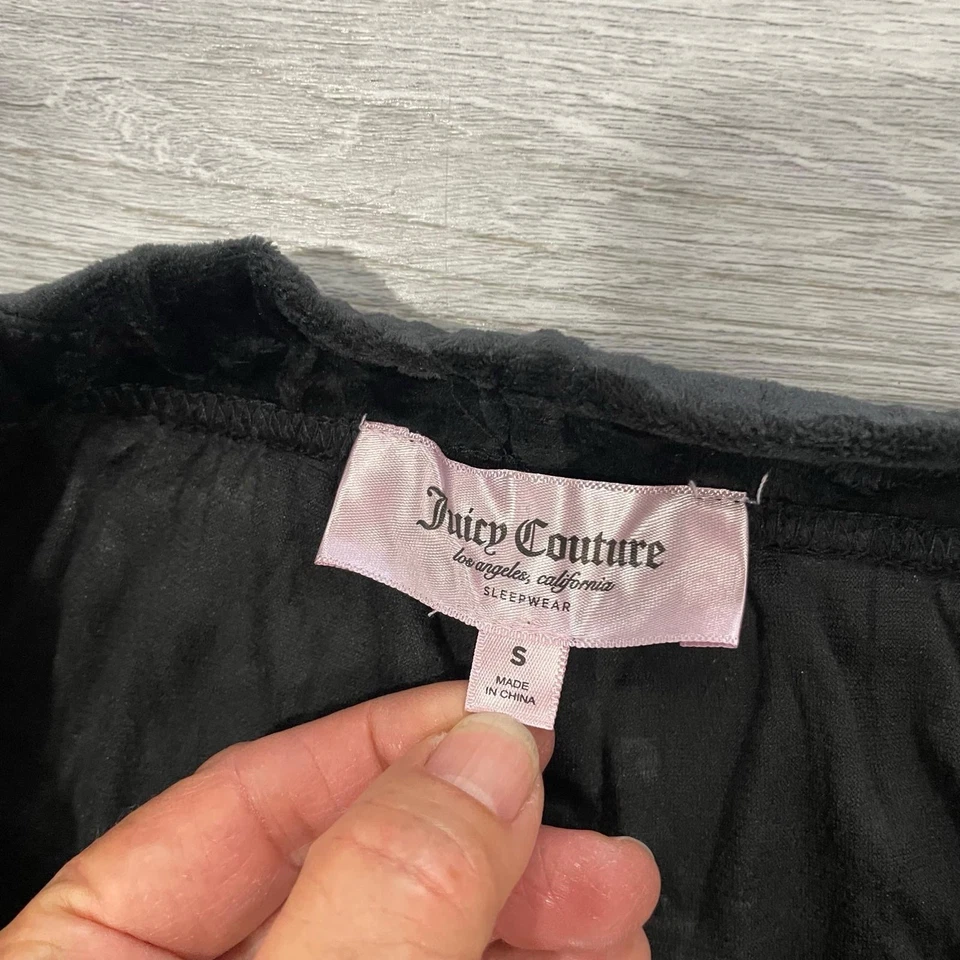 Juicy Couture
los angeles, california
SLEEPWEAR
S
MADE
IN CHINA